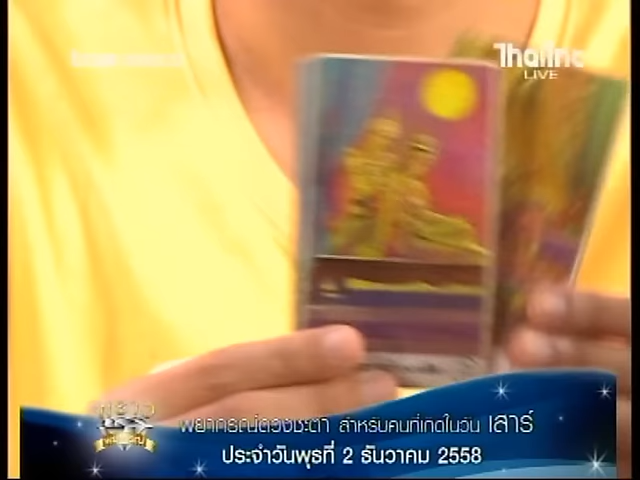 Thai
LIVE
พยากรณ์ดวงชะตา สำหรับคนที่เกิดในวัน เสาร์
ประจำวันพุธที่ 2 ธันวาคม 2558